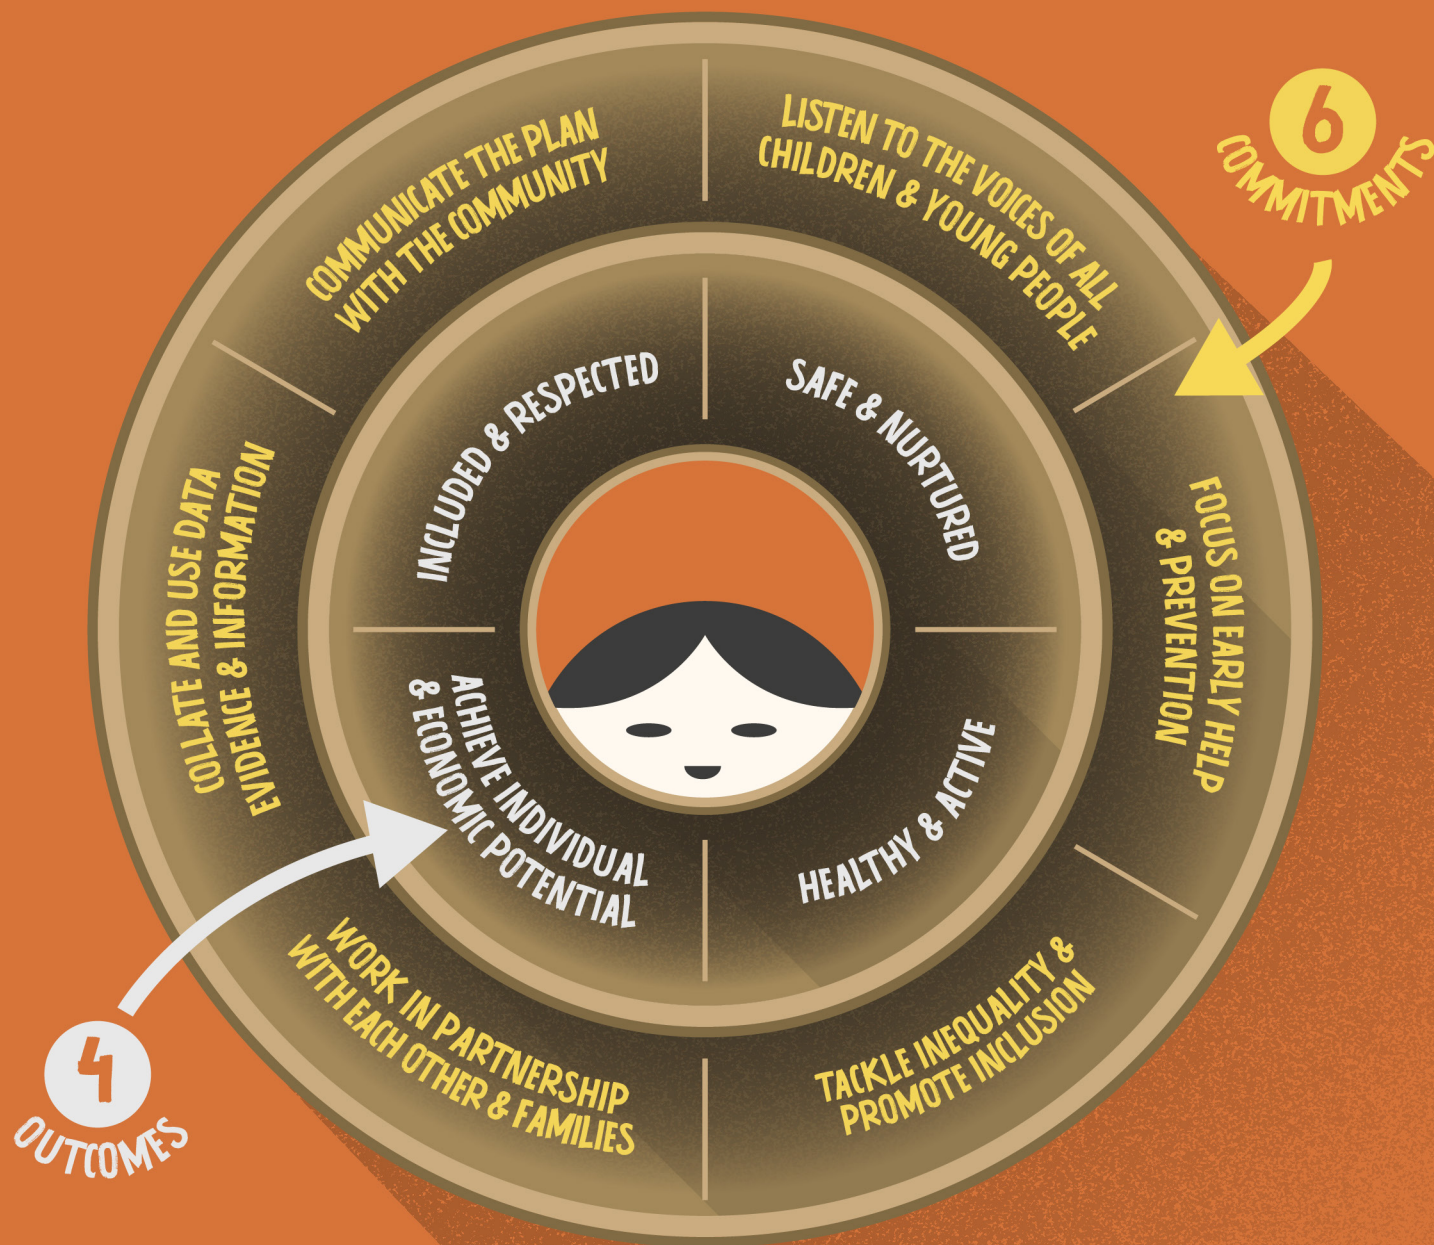 6
COMMITMENTS
LISTEN TO THE VOICES OF ALL
CHILDREN & YOUNG PEOPLE
FOCUS ON EARLY HELP
& PREVENTION
TACKLE INEQUALITY &
PROMOTE INCLUSION
WORK IN PARTNERSHIP
WITH EACH OTHER & FAMILIES
COLLATE AND USE DATA
EVIDENCE & INFORMATION
COMMUNICATE THE PLAN
WITH THE COMMUNITY
SAFE & NURTURED
HEALTHY & ACTIVE
ACHIEVE INDIVIDUAL
& ECONOMIC POTENTIAL
INCLUDED & RESPECTED
4
OUTCOMES